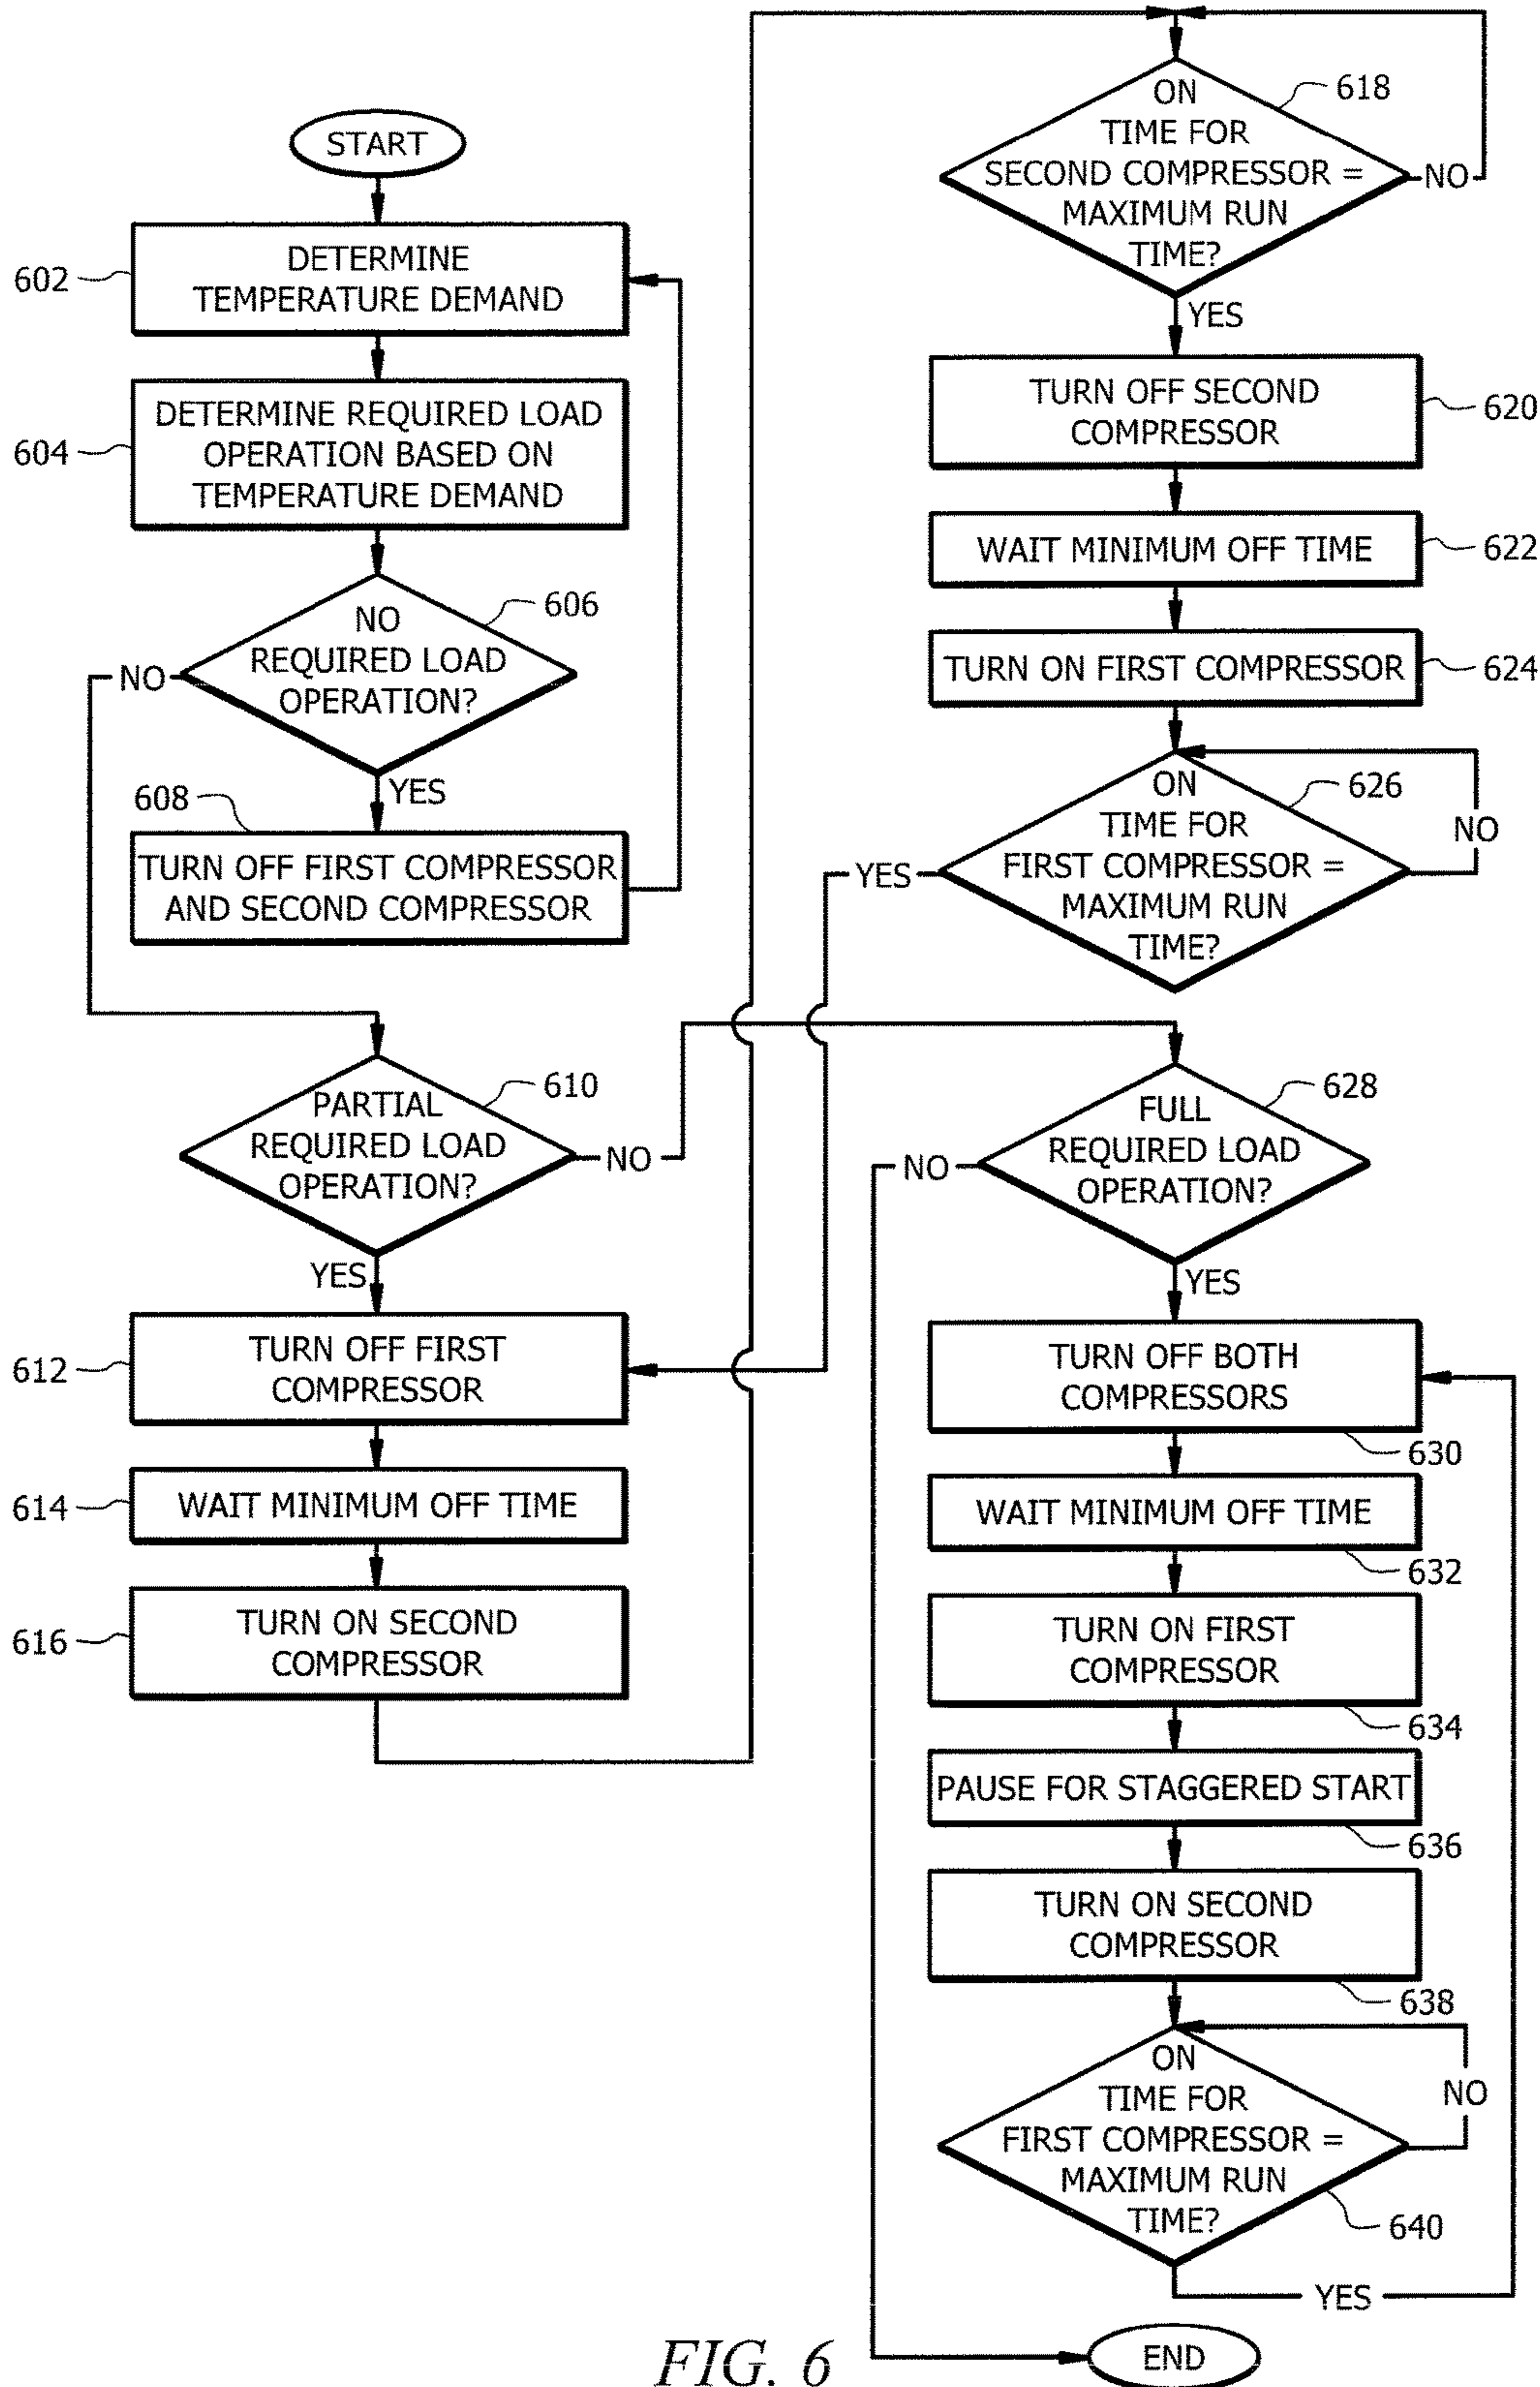 START
602
DETERMINE
TEMPERATURE DEMAND
604
DETERMINE REQUIRED LOAD
OPERATION BASED ON
TEMPERATURE DEMAND
606
NO
REQUIRED LOAD
OPERATION?
NO
YES
608
TURN OFF FIRST COMPRESSOR
AND SECOND COMPRESSOR
610
PARTIAL
REQUIRED LOAD
OPERATION?
NO
YES
612
TURN OFF FIRST
COMPRESSOR
614
WAIT MINIMUM OFF TIME
616
TURN ON SECOND
COMPRESSOR
618
ON
TIME FOR
SECOND COMPRESSOR =
MAXIMUM RUN
TIME?
NO
YES
TURN OFF SECOND
COMPRESSOR
620
WAIT MINIMUM OFF TIME
622
TURN ON FIRST COMPRESSOR
624
626
ON
TIME FOR
FIRST COMPRESSOR =
MAXIMUM RUN
TIME?
NO
YES
628
FULL
REQUIRED LOAD
OPERATION?
NO
YES
TURN OFF BOTH
COMPRESSORS
630
WAIT MINIMUM OFF TIME
632
TURN ON FIRST
COMPRESSOR
634
PAUSE FOR STAGGERED START
636
TURN ON SECOND
COMPRESSOR
638
ON
TIME FOR
FIRST COMPRESSOR =
MAXIMUM RUN
TIME?
NO
640
YES
END
FIG. 6